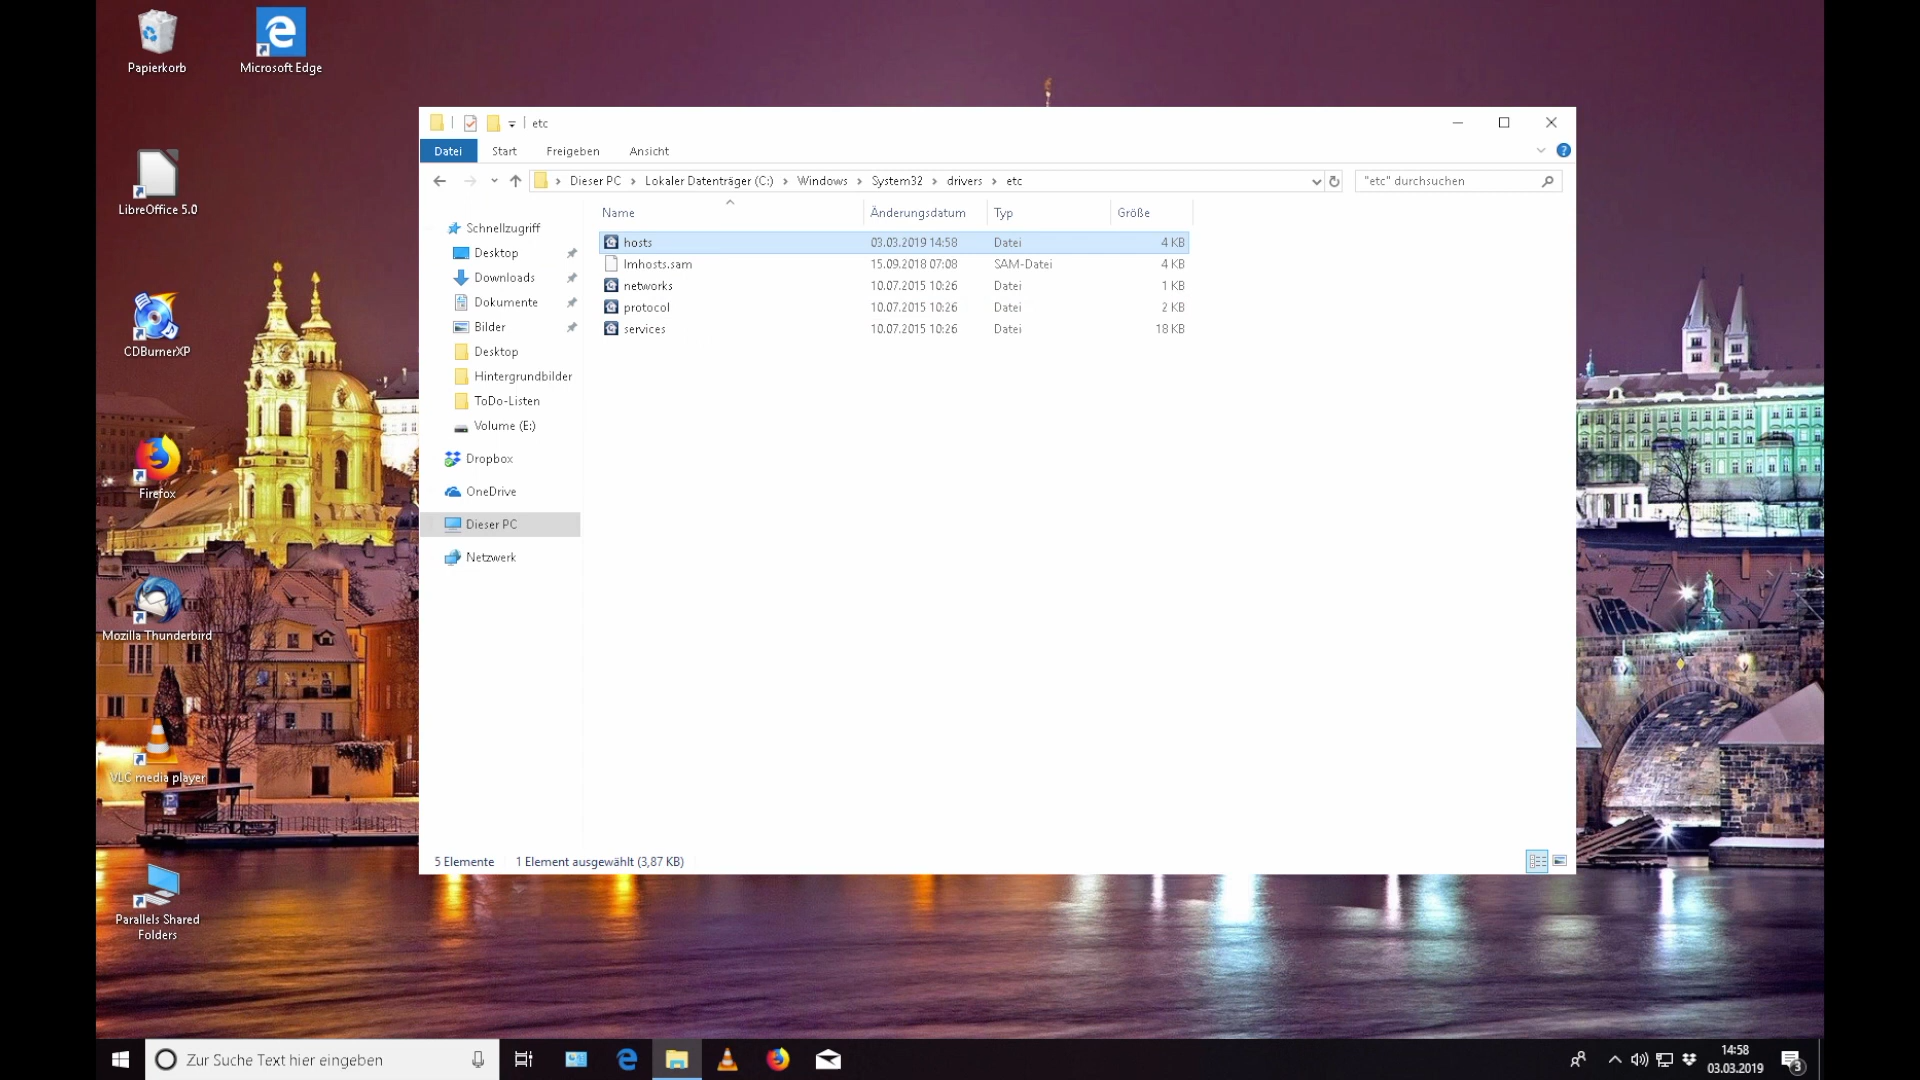 Papierkorb
Microsoft Edge
LibreOffice 5.0
CDBurnerXP
Firefox
Mozilla Thunderbird
VLC media player
Parallels Shared
Folders
etc
Datei Start Freigeben Ansicht
Dieser PC Lokaler Datenträger (C:) Windows System32 drivers etc
"etc" durchsuchen
Schnellzugriff
Desktop
Downloads
Dokumente
Bilder
Desktop
Hintergrundbilder
ToDo-Listen
Volume (E:)
Dropbox
OneDrive
Dieser PC
Netzwerk
Name Änderungsdatum Typ Größe
hosts 03.03.2019 14:58 Datei 4 KB
lmhosts.sam 15.09.2018 07:08 SAM-Datei 4 KB
networks 10.07.2015 10:26 Datei 1 KB
protocol 10.07.2015 10:26 Datei 2 KB
services 10.07.2015 10:26 Datei 18 KB
5 Elemente 1 Element ausgewählt (3,87 KB)
Zur Suche Text hier eingeben
14:58
03.03.2019
3